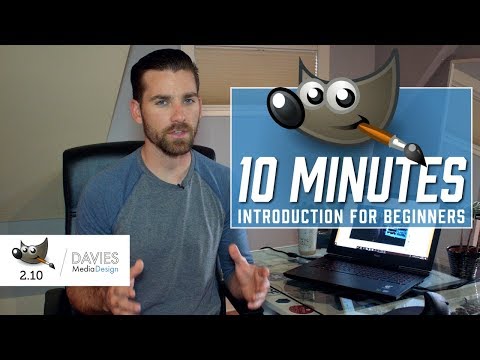 10 MINUTES
INTRODUCTION FOR BEGINNERS
2.10
DAVIES
MediaDesign